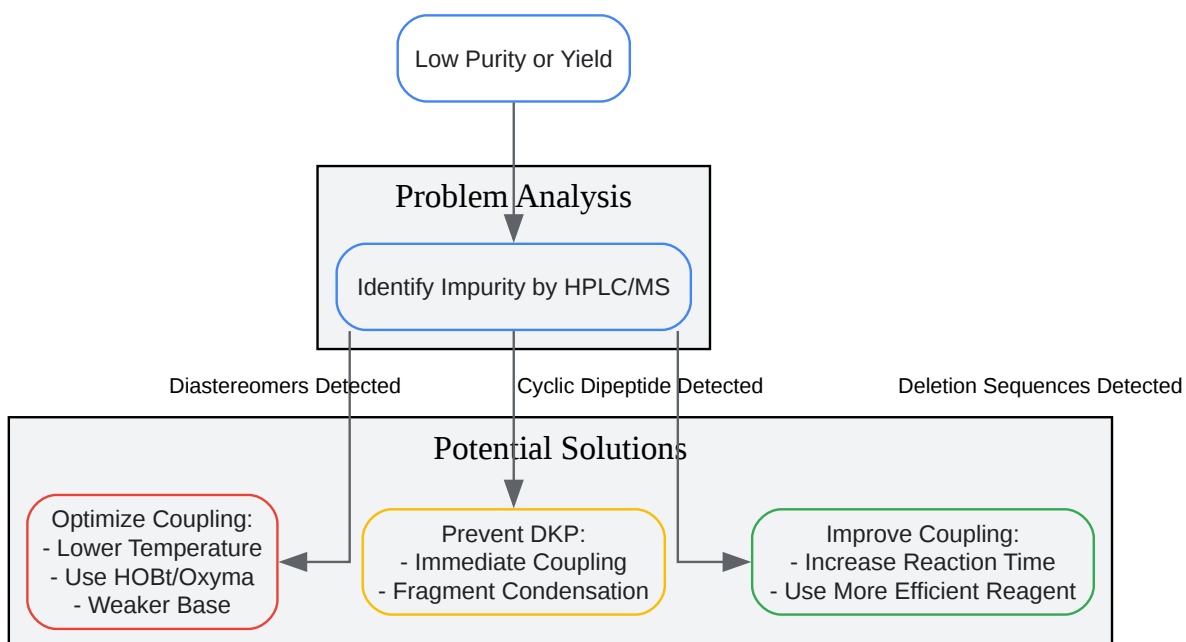 Low Purity or Yield
Problem Analysis
Identify Impurity by HPLC/MS
Diastereomers Detected
Cyclic Dipeptide Detected
Deletion Sequences Detected
Potential Solutions
Optimize Coupling:
- Lower Temperature
- Use HOBt/Oxyma
- Weaker Base
Prevent DKP:
- Immediate Coupling
- Fragment Condensation
Improve Coupling:
- Increase Reaction Time
- Use More Efficient Reagent